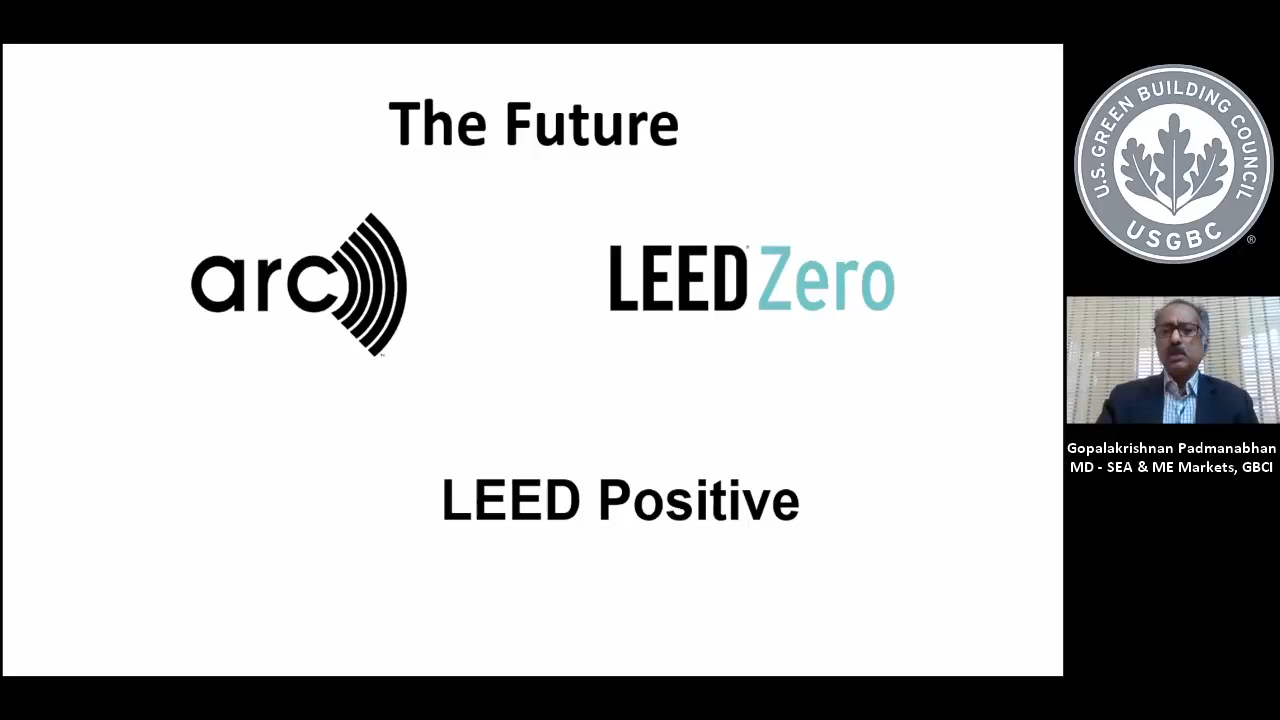 The Future
arc
LEED Zero
LEED Positive
U.S. GREEN BUILDING COUNCIL
USGBC
®
Gopalakrishnan Padmanabhan
MD - SEA & ME Markets, GBCI